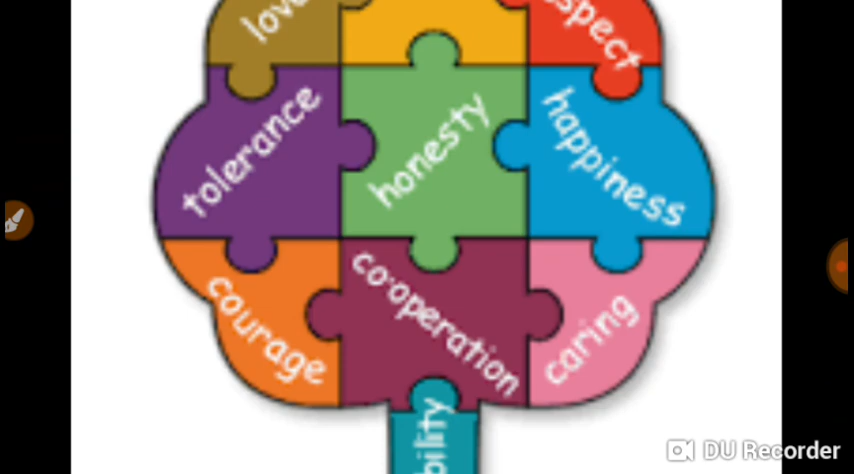 love
tolerance
honesty
happiness
courage
co-operation
caring
DU Recorder